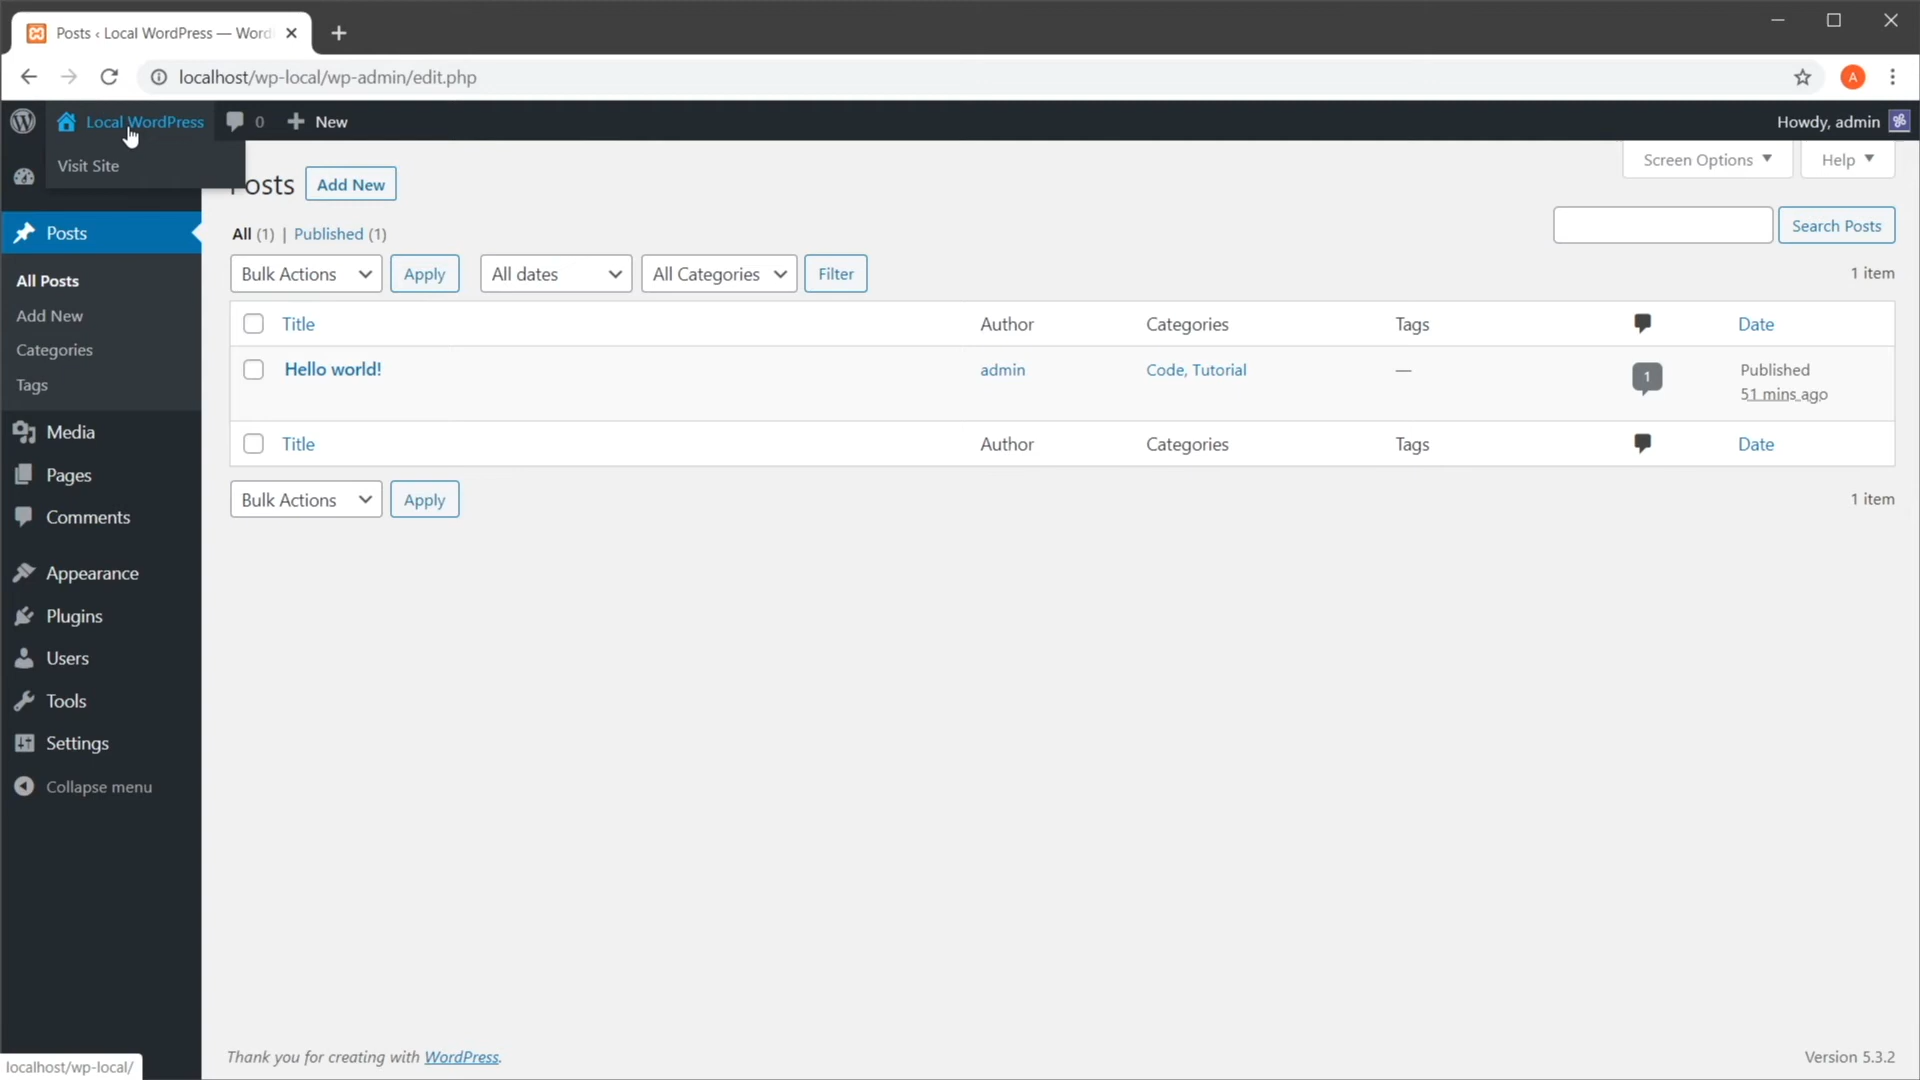 Posts ‹ Local WordPress — Word
localhost/wp-local/wp-admin/edit.php
A
Local WordPress
0
New
Howdy, admin
Visit Site
Screen Options
Help
osts
Add New
Search Posts
Posts
All (1) | Published (1)
Bulk Actions
Apply
All dates
All Categories
Filter
1 item
All Posts
Add New
Categories
Tags
Title
Author
Categories
Tags
Date
Hello world!
admin
Code, Tutorial
—
1
Published
51 mins ago
Title
Author
Categories
Tags
Date
Bulk Actions
Apply
1 item
Media
Pages
Comments
Appearance
Plugins
Users
Tools
Settings
Collapse menu
Thank you for creating with WordPress.
Version 5.3.2
localhost/wp-local/